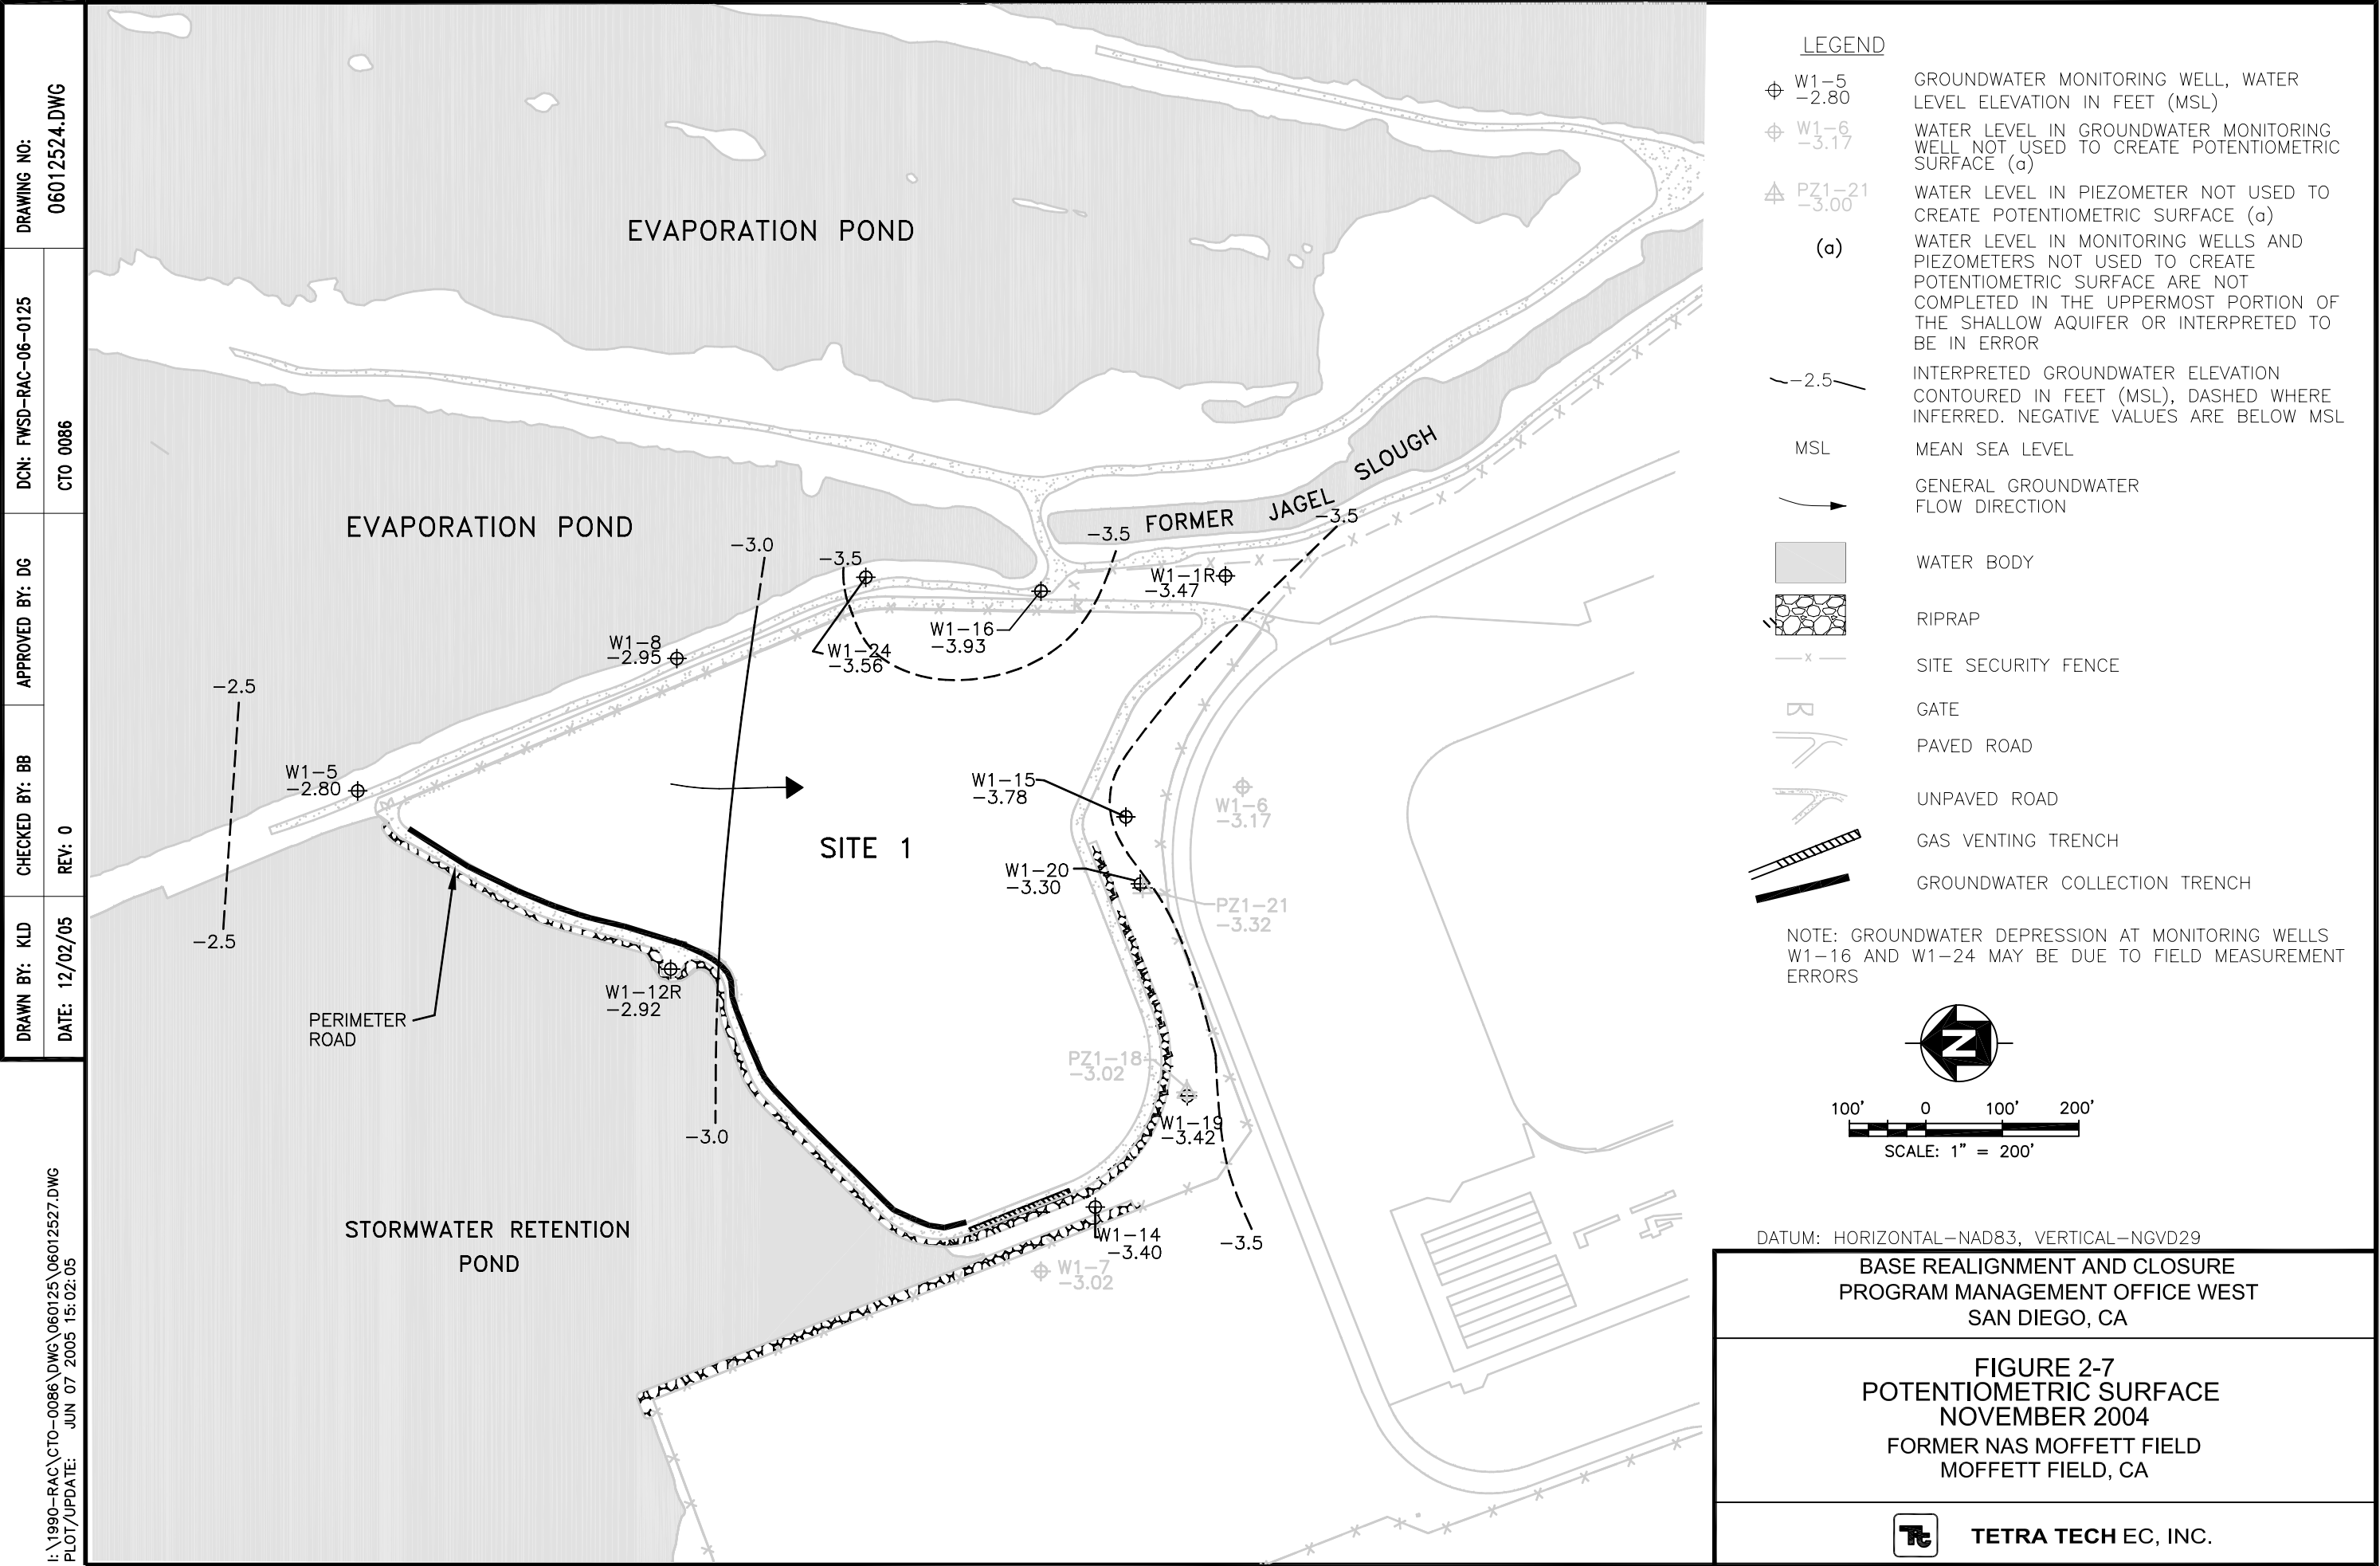 DRAWING NO:
060125524.DWG
DCN: FWSD-RAC-06-0125
CTO 0086
APPROVED BY: DG
CHECKED BY: BB
REV: 0
DRAWN BY: KLD
DATE: 12/02/05
I:\1990-RAC\CTO-0086\DWG\060125\060125527.DWG
PLOT/UPDATE: JUN 07 2005 15:02:05
EVAPORATION POND
EVAPORATION POND
FORMER JAGEL SLOUGH
-3.0
-3.5
-3.5
-3.5
W1-1R
-3.47
W1-16
-3.93
W1-24
-3.56
W1-8
-2.95
-2.5
W1-5
-2.80
W1-15
-3.78
W1-6
-3.17
SITE 1
W1-20
-3.30
PZ1-21
-3.32
-2.5
W1-12R
-2.92
PERIMETER
ROAD
PZ1-18
-3.02
W1-19
-3.42
-3.0
STORMWATER RETENTION
POND
W1-14
-3.40
-3.5
W1-7
-3.02
LEGEND
W1-5
-2.80
GROUNDWATER MONITORING WELL, WATER
LEVEL ELEVATION IN FEET (MSL)
W1-6
-3.17
WATER LEVEL IN GROUNDWATER MONITORING
WELL NOT USED TO CREATE POTENTIOMETRIC
SURFACE (a)
PZ1-21
-3.00
WATER LEVEL IN PIEZOMETER NOT USED TO
CREATE POTENTIOMETRIC SURFACE (a)
(a)
WATER LEVEL IN MONITORING WELLS AND
PIEZOMETERS NOT USED TO CREATE
POTENTIOMETRIC SURFACE ARE NOT
COMPLETED IN THE UPPERMOST PORTION OF
THE SHALLOW AQUIFER OR INTERPRETED TO
BE IN ERROR
-2.5
INTERPRETED GROUNDWATER ELEVATION
CONTOURED IN FEET (MSL), DASHED WHERE
INFERRED. NEGATIVE VALUES ARE BELOW MSL
MSL
MEAN SEA LEVEL
GENERAL GROUNDWATER
FLOW DIRECTION
WATER BODY
RIPRAP
SITE SECURITY FENCE
GATE
PAVED ROAD
UNPAVED ROAD
GAS VENTING TRENCH
GROUNDWATER COLLECTION TRENCH
NOTE: GROUNDWATER DEPRESSION AT MONITORING WELLS
W1-16 AND W1-24 MAY BE DUE TO FIELD MEASUREMENT
ERRORS
N
100' 0 100' 200'
SCALE: 1" = 200'
DATUM: HORIZONTAL-NAD83, VERTICAL-NGVD29
BASE REALIGNMENT AND CLOSURE
PROGRAM MANAGEMENT OFFICE WEST
SAN DIEGO, CA
FIGURE 2-7
POTENTIOMETRIC SURFACE
NOVEMBER 2004
FORMER NAS MOFFETT FIELD
MOFFETT FIELD, CA
TETRA TECH EC, INC.